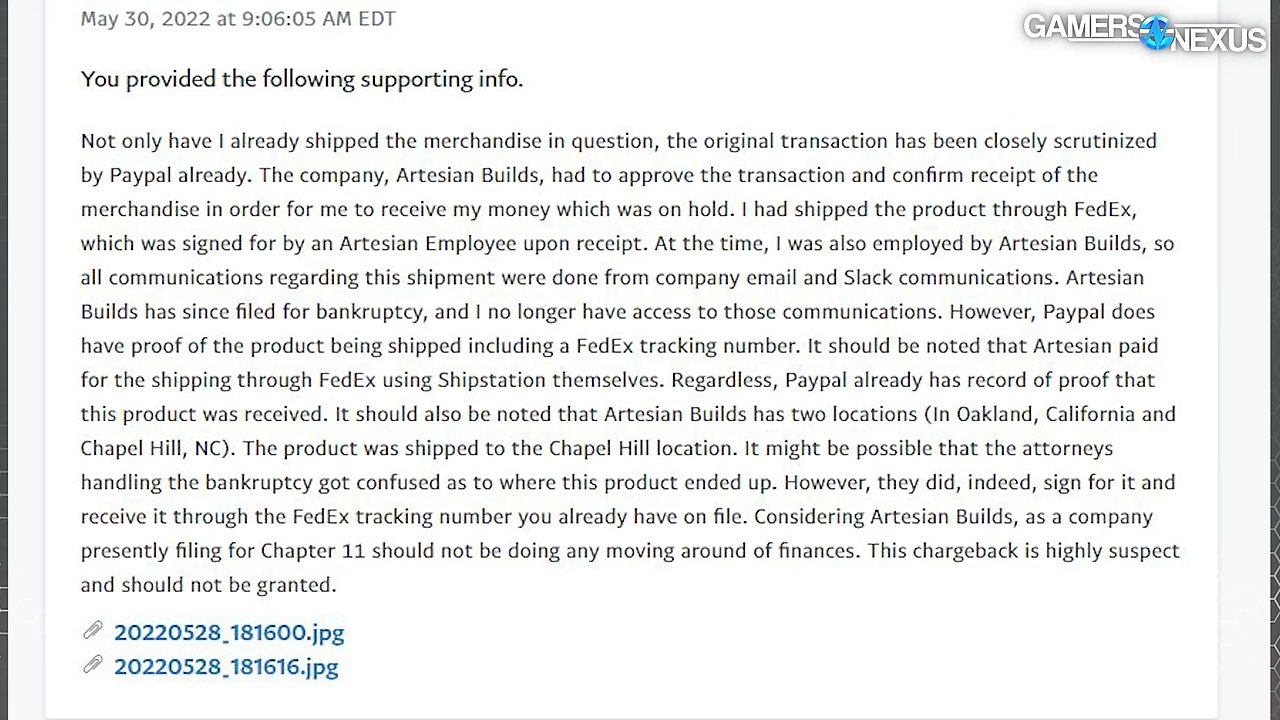 May 30, 2022 at 9:06:05 AM EDT
GAMERS NEXUS
You provided the following supporting info.
Not only have I already shipped the merchandise in question, the original transaction has been closely scrutinized
by Paypal already. The company, Artesian Builds, had to approve the transaction and confirm receipt of the
merchandise in order for me to receive my money which was on hold. I had shipped the product through FedEx,
which was signed for by an Artesian Employee upon receipt. At the time, I was also employed by Artesian Builds, so
all communications regarding this shipment were done from company email and Slack communications. Artesian
Builds has since filed for bankruptcy, and I no longer have access to those communications. However, Paypal does
have proof of the product being shipped including a FedEx tracking number. It should be noted that Artesian paid
for the shipping through FedEx using Shipstation themselves. Regardless, Paypal already has record of proof that
this product was received. It should also be noted that Artesian Builds has two locations (In Oakland, California and
Chapel Hill, NC). The product was shipped to the Chapel Hill location. It might be possible that the attorneys
handling the bankruptcy got confused as to where this product ended up. However, they did, indeed, sign for it and
receive it through the FedEx tracking number you already have on file. Considering Artesian Builds, as a company
presently filing for Chapter 11 should not be doing any moving around of finances. This chargeback is highly suspect
and should not be granted.
20220528_181600.jpg
20220528_181616.jpg